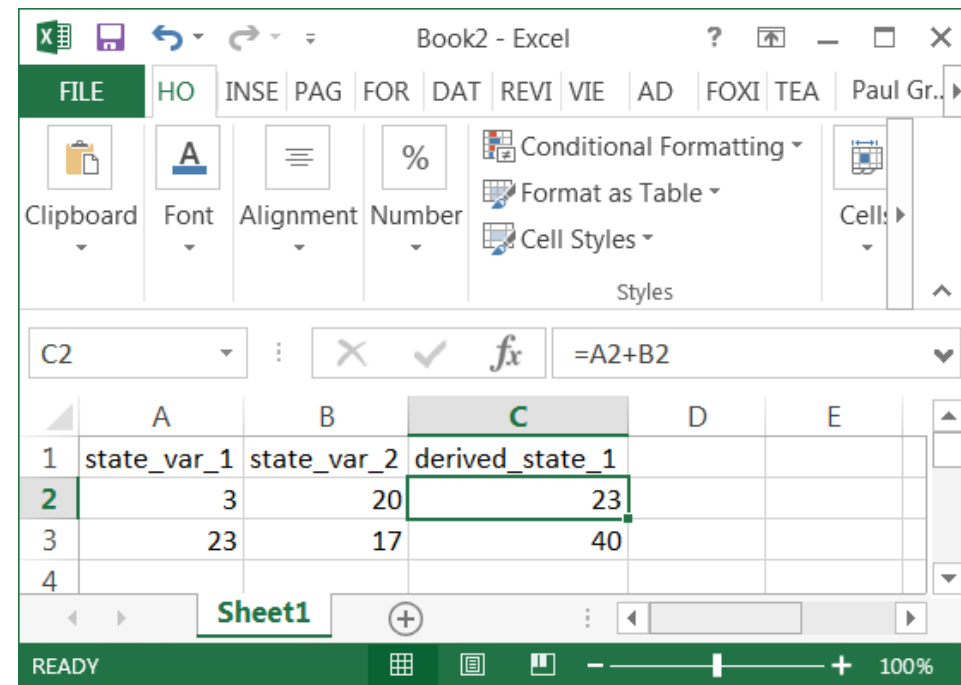 Book2 - Excel ?
FILE HO INSE PAG FOR DAT REVI VIE AD FOXI TEA Paul Gr..
A % Conditional Formatting
Format as Table
Clipboard Font Alignment Number Cell Styles Cells
Styles
C2 fx =A2+B2
A B C D E
1 state_var_1 state_var_2 derived_state_1
2 3 20 23
3 23 17 40
4
Sheet1
READY 100%